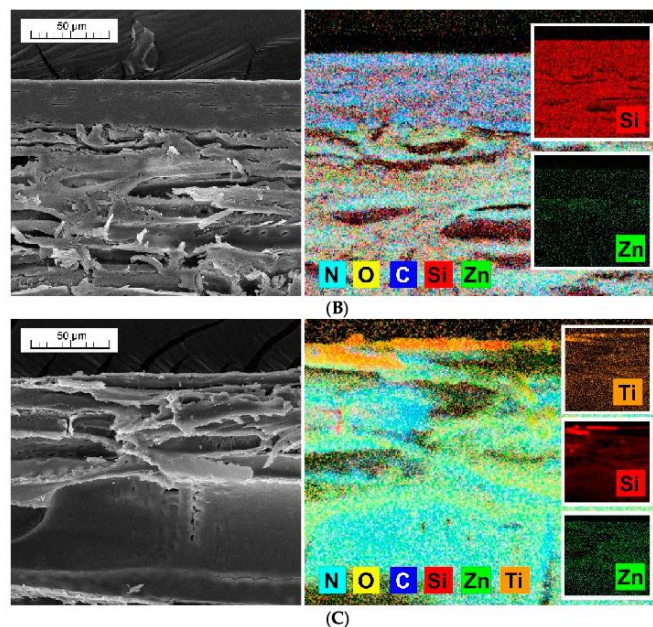 50 µm
Si
Zn
N O C Si Zn
(B)
50 µm
Ti
Si
Zn
N O C Si Zn Ti
(C)